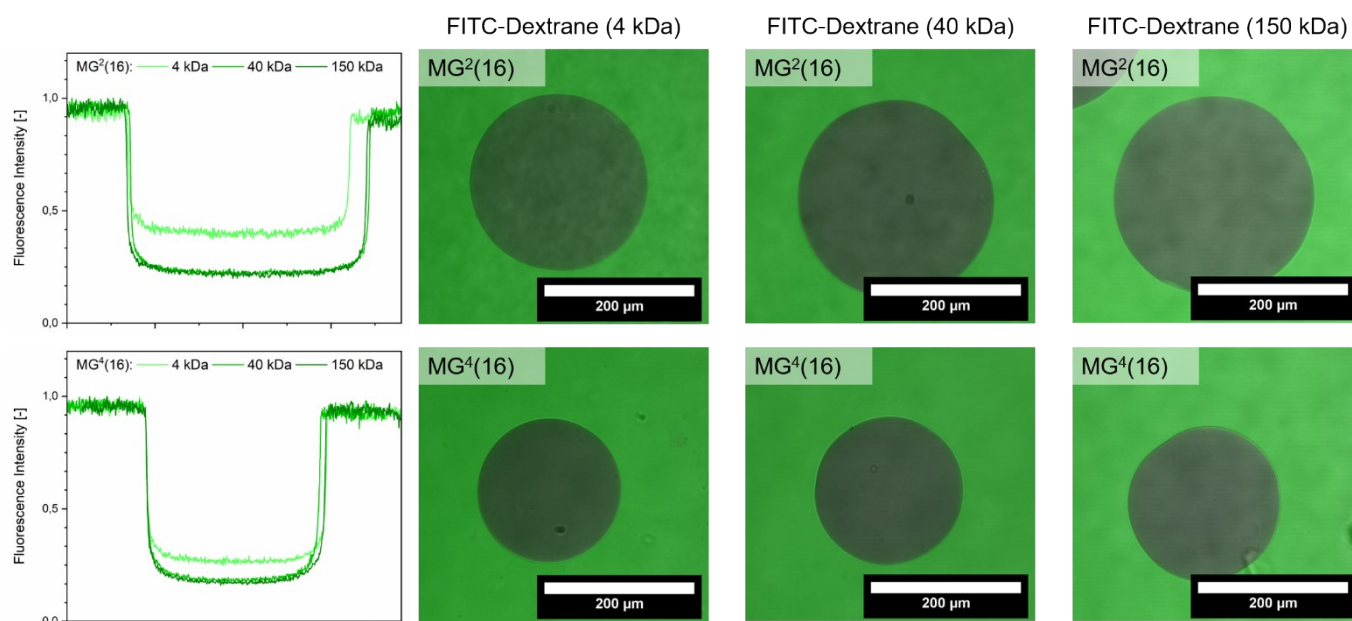 FITC-Dextrane (4 kDa)
FITC-Dextrane (40 kDa)
FITC-Dextrane (150 kDa)
MG²(16): 4 kDa 40 kDa 150 kDa
1,0
0,5
0,0
Fluorescence Intensity [-]
MG²(16)
200 µm
MG²(16)
200 µm
MG²(16)
200 µm
MG⁴(16): 4 kDa 40 kDa 150 kDa
1,0
0,5
0,0
Fluorescence Intensity [-]
MG⁴(16)
200 µm
MG⁴(16)
200 µm
MG⁴(16)
200 µm